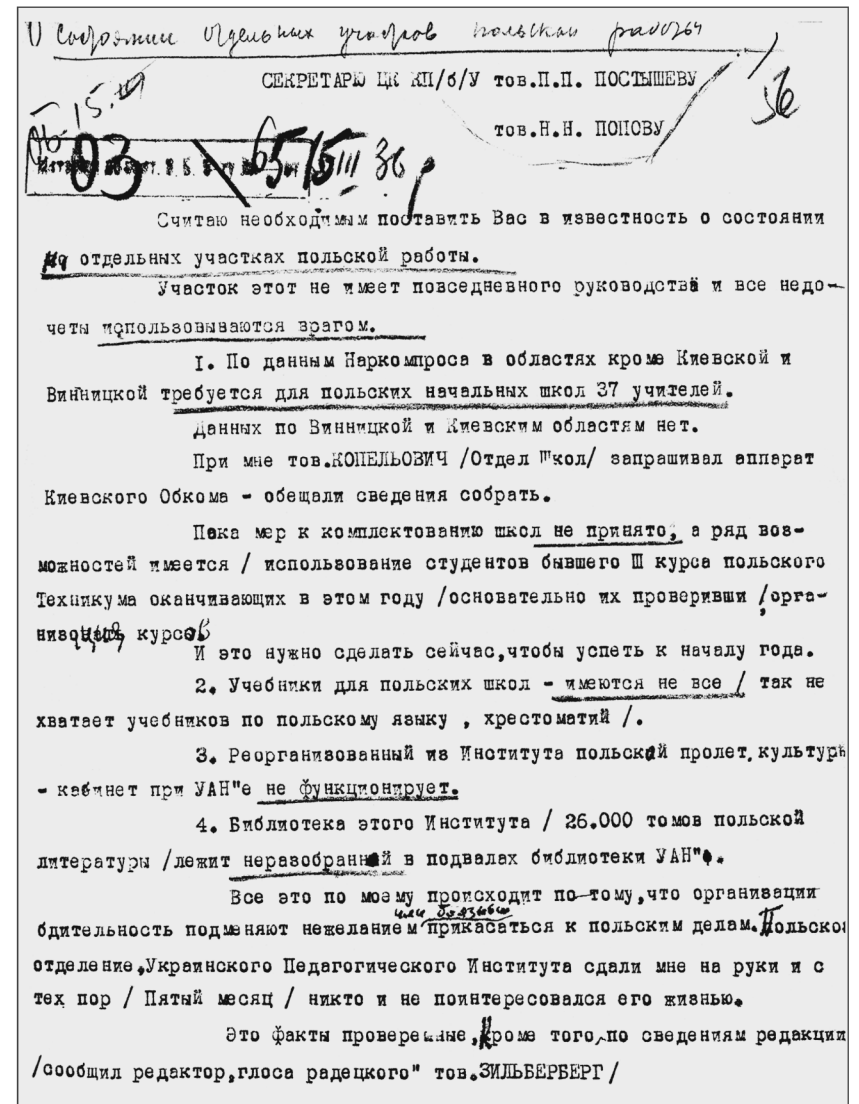 О состоянии отдельных участков польской работы
СЕКРЕТАРЮ ЦК КП/б/У тов.П.П. ПОСТЫШЕВУ
36
15.VII
тов.Н.Н. ПОПОВУ
03
65 15 III 36 р
Считаю необходимым поставить Вас в известность о состоянии
на отдельных участках польской работы.
Участок этот не имеет повседневного руководства и все недо-
четы используются врагом.
I. По данным Наркомпроса в областях кроме Киевской и
Винницкой требуется для польских начальных школ 37 учителей.
Данных по Винницкой и Киевским областям нет.
При мне тов.КОПЕЛЬОВИЧ /Отдел Школ/ запрашивал аппарат
Киевского Обкома - обещали сведения собрать.
Пока мер к комплектованию школ не принято, а ряд воз-
можностей имеется / использование студентов бывшего III курса польского
Техникума оканчивающих в этом году /основательно их проверивши /орга-
низация курсов
И это нужно сделать сейчас,чтобы успеть к началу года.
2. Учебники для польских школ - имеются не все / так не
хватает учебников по польскому языку , хрестоматий /.
3. Реорганизованный из Института польской пролет.культуры
- кабинет при УАН"е не функционирует.
4. Библиотека этого Института / 26.000 томов польской
литературы /лежит неразобранной в подвалах библиотеки УАН"а.
Все это по моему происходит по-тому,что организации
или боязнью
бдительность подменяют нежеланием прикасаться к польским делам. Польское
отделение,Украинского Педагогического Института сдали мне на руки и с
тех пор / Пятый месяц / никто и не поинтересовался его жизнью.
Это факты проверенные, Кроме того,по сведениям редакции
/сообщил редактор,глоса радецкого" тов.ЗИЛЬБЕРБЕРГ/